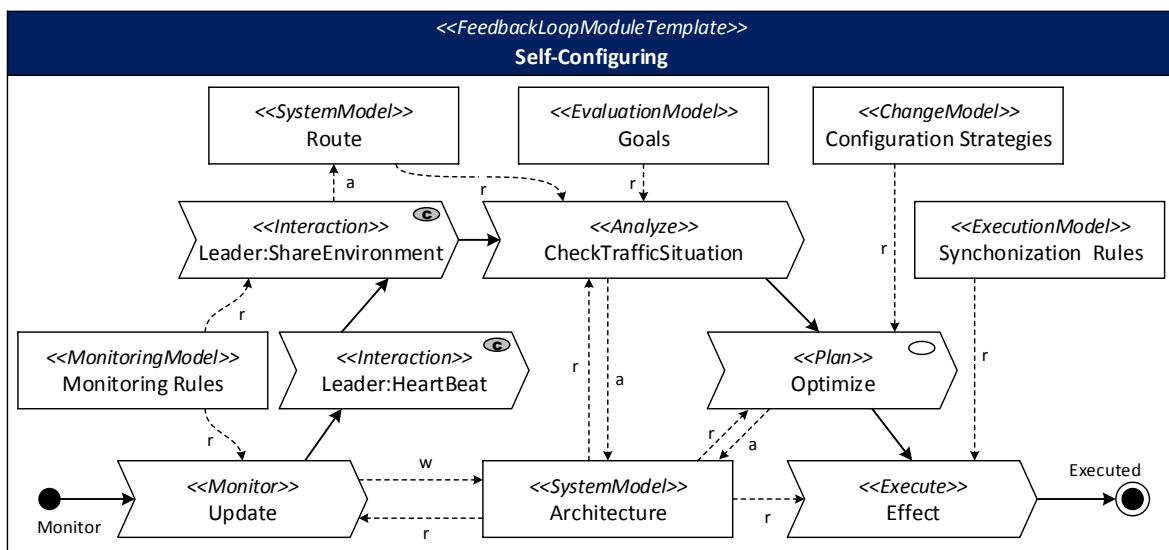 <<FeedbackLoopModuleTemplate>>
Self-Configuring
<<SystemModel>>
Route
<<EvaluationModel>>
Goals
<<ChangeModel>>
Configuration Strategies
a
r
r
<<Interaction>>
C
Leader:ShareEnvironment
<<Analyze>>
CheckTrafficSituation
<<ExecutionModel>>
Synchonization Rules
r
r
<<MonitoringModel>>
Monitoring Rules
<<Interaction>>
C
Leader:HeartBeat
r
a
<<Plan>>
Optimize
r
r
r
a
w
<<Monitor>>
Update
<<SystemModel>>
Architecture
<<Execute>>
Effect
r
r
Monitor
Executed